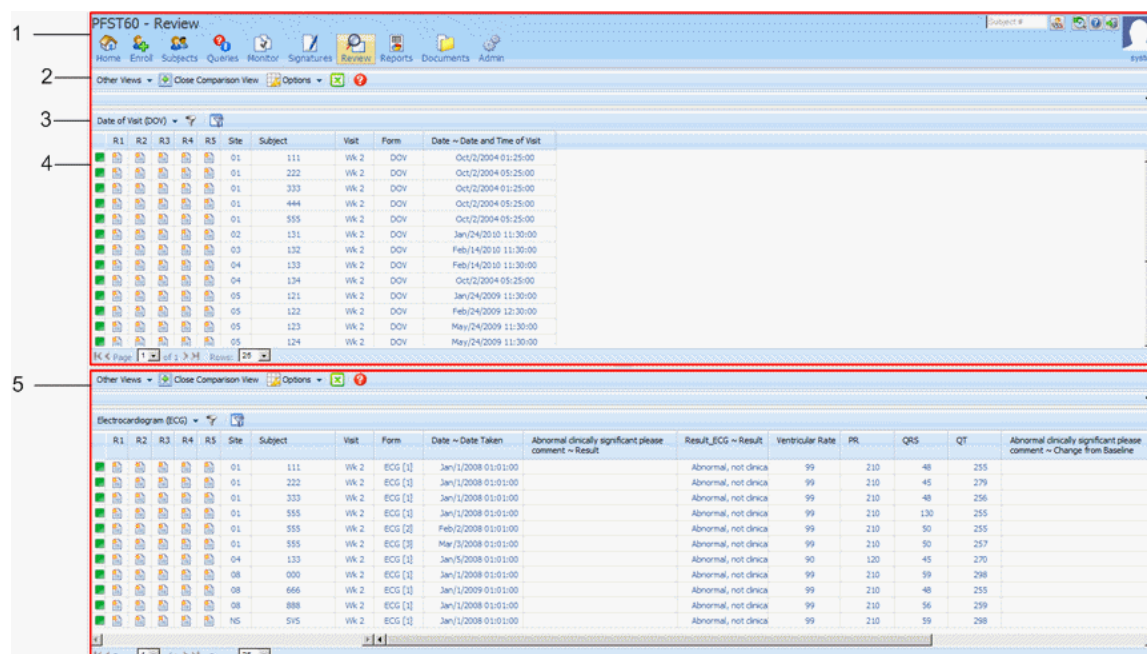 PFST60 - Review
Subject #
1
Home Enrol Subjects Queries Monitor Signatures Review Reports Documents Admin
syste
2
Other Views Close Comparison View Options
3
Date of Visit (DOV)
R1 R2 R3 R4 R5 Site Subject Visit Form Date ~ Date and Time of Visit
4
01 111 Wk 2 DOV Oct/2/2004 01:25:00
01 222 Wk 2 DOV Oct/2/2004 05:25:00
01 333 Wk 2 DOV Oct/2/2004 01:25:00
01 444 Wk 2 DOV Oct/2/2004 05:25:00
01 555 Wk 2 DOV Oct/2/2004 05:25:00
02 131 Wk 2 DOV Jan/24/2010 11:30:00
03 132 Wk 2 DOV Feb/14/2010 11:30:00
04 133 Wk 2 DOV Feb/14/2010 11:30:00
04 134 Wk 2 DOV Oct/2/2004 05:25:00
05 121 Wk 2 DOV Jan/24/2009 11:30:00
05 122 Wk 2 DOV Feb/24/2009 12:30:00
05 123 Wk 2 DOV May/24/2009 11:30:00
05 124 Wk 2 DOV May/24/2009 11:30:00
Page 1 of 1 Rows: 25
5
Other Views Close Comparison View Options
Electrocardiogram (ECG)
R1 R2 R3 R4 R5 Site Subject Visit Form Date ~ Date Taken Abnormal clinically significant please comment ~ Result Result_ECG ~ Result Ventricular Rate PR QRS QT Abnormal clinically significant please comment ~ Change from Baseline
01 111 Wk 2 ECG [1] Jan/1/2008 01:01:00 Abnormal, not clinica 99 210 48 255
01 222 Wk 2 ECG [1] Jan/1/2008 01:01:00 Abnormal, not clinica 99 210 45 279
01 333 Wk 2 ECG [1] Jan/1/2008 01:01:00 Abnormal, not clinica 99 210 48 256
01 555 Wk 2 ECG [1] Jan/1/2008 01:01:00 Abnormal, not clinica 99 210 130 255
01 555 Wk 2 ECG [2] Feb/2/2008 01:01:00 Abnormal, not clinica 99 210 50 255
01 555 Wk 2 ECG [3] Mar/3/2008 01:01:00 Abnormal, not clinica 99 210 50 257
04 133 Wk 2 ECG [1] Jan/5/2008 01:01:00 Abnormal, not clinica 90 120 45 270
08 000 Wk 2 ECG [1] Jan/1/2008 01:01:00 Abnormal, not clinica 99 210 59 298
08 666 Wk 2 ECG [1] Jan/1/2009 01:01:00 Abnormal, not clinica 99 210 48 255
08 888 Wk 2 ECG [1] Jan/1/2008 01:01:00 Abnormal, not clinica 99 210 56 259
NS SVS Wk 2 ECG [1] Jan/1/2008 01:01:00 Abnormal, not clinica 99 210 59 298